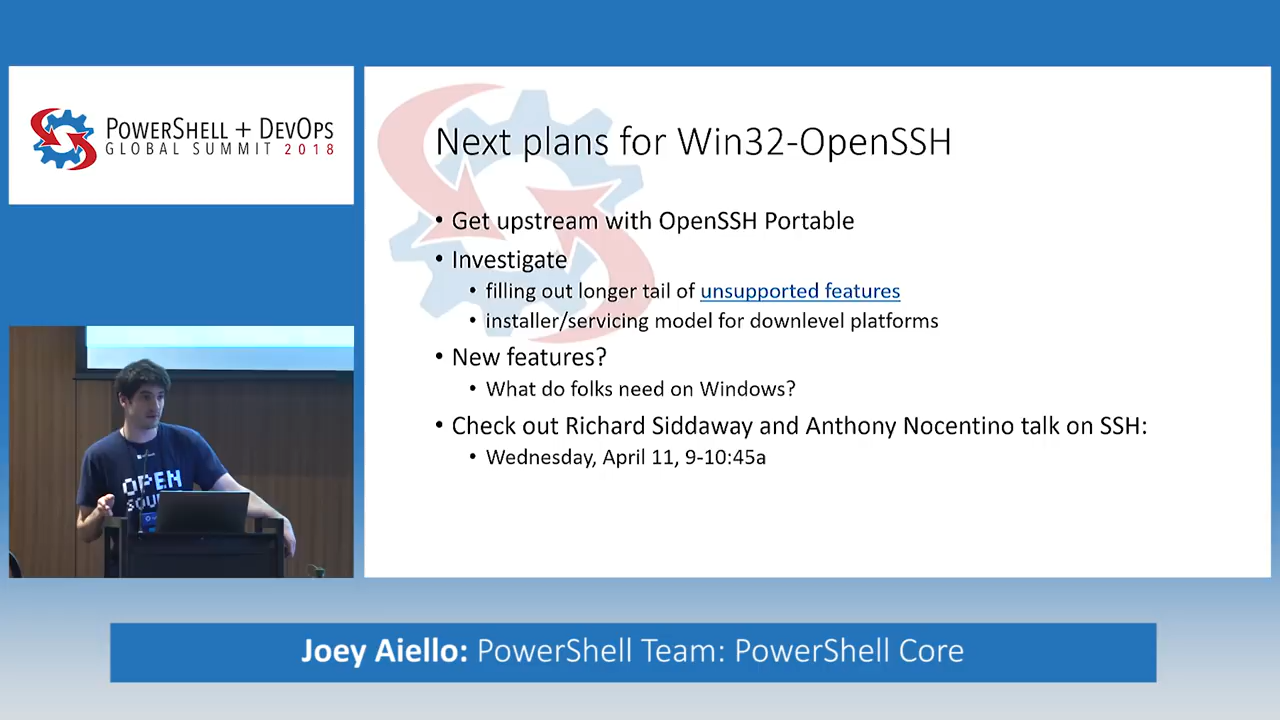 POWERSHELL + DEVOPS
GLOBAL SUMMIT 2018
Next plans for Win32-OpenSSH
• Get upstream with OpenSSH Portable
• Investigate
• filling out longer tail of unsupported features
• installer/servicing model for downlevel platforms
• New features?
• What do folks need on Windows?
• Check out Richard Siddaway and Anthony Nocentino talk on SSH:
• Wednesday, April 11, 9-10:45a
OPEN
Joey Aiello: PowerShell Team: PowerShell Core